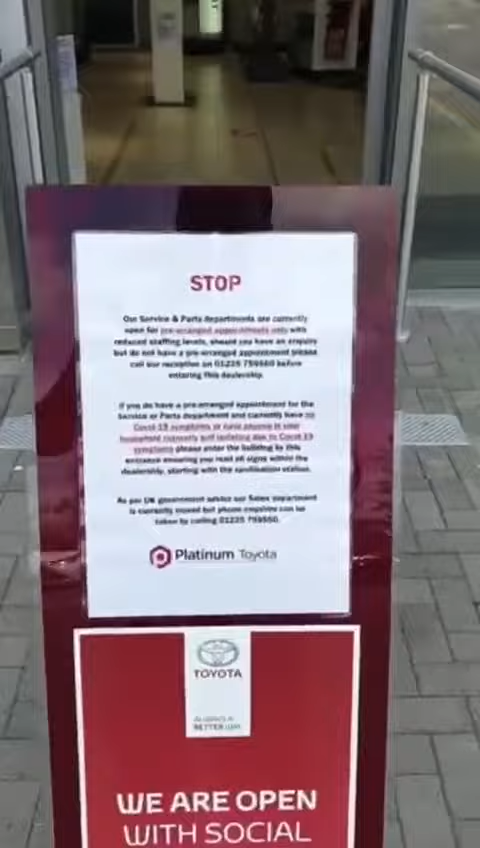 STOP
Our Service & Parts departments are currently
open for pre-arranged appointments only with
reduced staffing levels, should you have an enquiry
but do not have a pre-arranged appointment please
call our reception on 01225 759550 before
entering this dealership.
If you do have a pre-arranged appointment for the
Service or Parts department and currently have no
Covid 19 symptoms or have anyone in your
household currently self isolating due to Covid 19
symptoms please enter the building by this
entrance ensuring you read all signs within the
dealership, starting with the sanitisation station.
As per UK government advice our Sales department
is currently closed but phone enquiries can be
taken by calling 01225 759550.
Platinum Toyota
TOYOTA
ALWAYS A
BETTER WAY
WE ARE OPEN
WITH SOCIAL